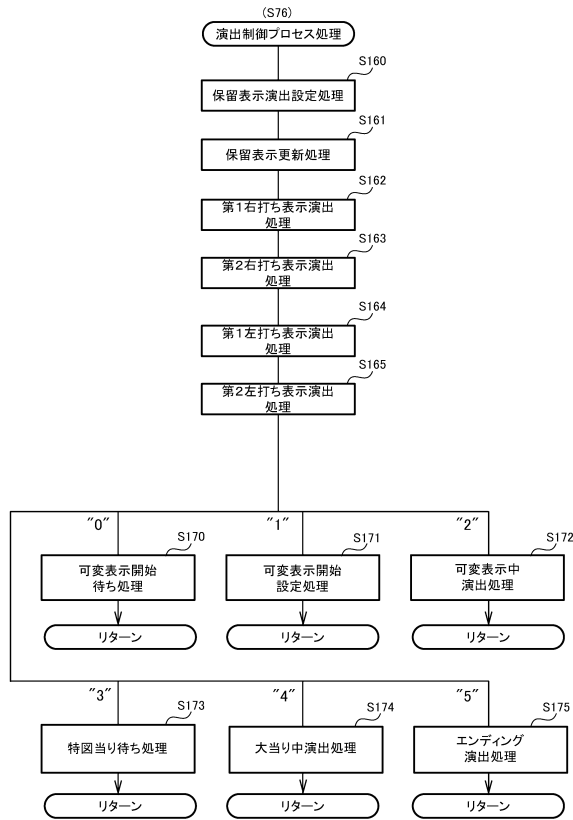 (S76)
演出制御プロセス処理
S160
保留表示演出設定処理
S161
保留表示更新処理
S162
第1右打ち表示演出
処理
S163
第2右打ち表示演出
処理
S164
第1左打ち表示演出
処理
S165
第2左打ち表示演出
処理
"0"
S170
可変表示開始
待ち処理
リターン
"1"
S171
可変表示開始
設定処理
リターン
"2"
S172
可変表示中
演出処理
リターン
"3"
S173
特図当り待ち処理
リターン
"4"
S174
大当り中演出処理
リターン
"5"
S175
エンディング
演出処理
リターン